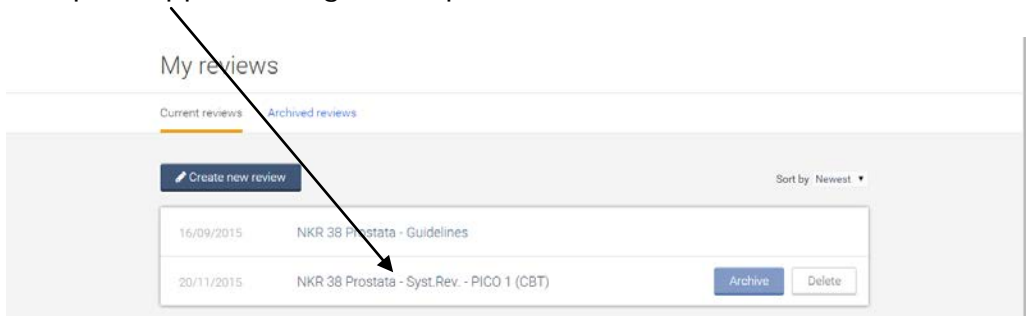 My reviews
Current reviews Archived reviews
Create new review Sort by Newest
16/09/2015 NKR 38 Prostata - Guidelines
20/11/2015 NKR 38 Prostata - Syst.Rev. - PICO 1 (CBT) Archive Delete